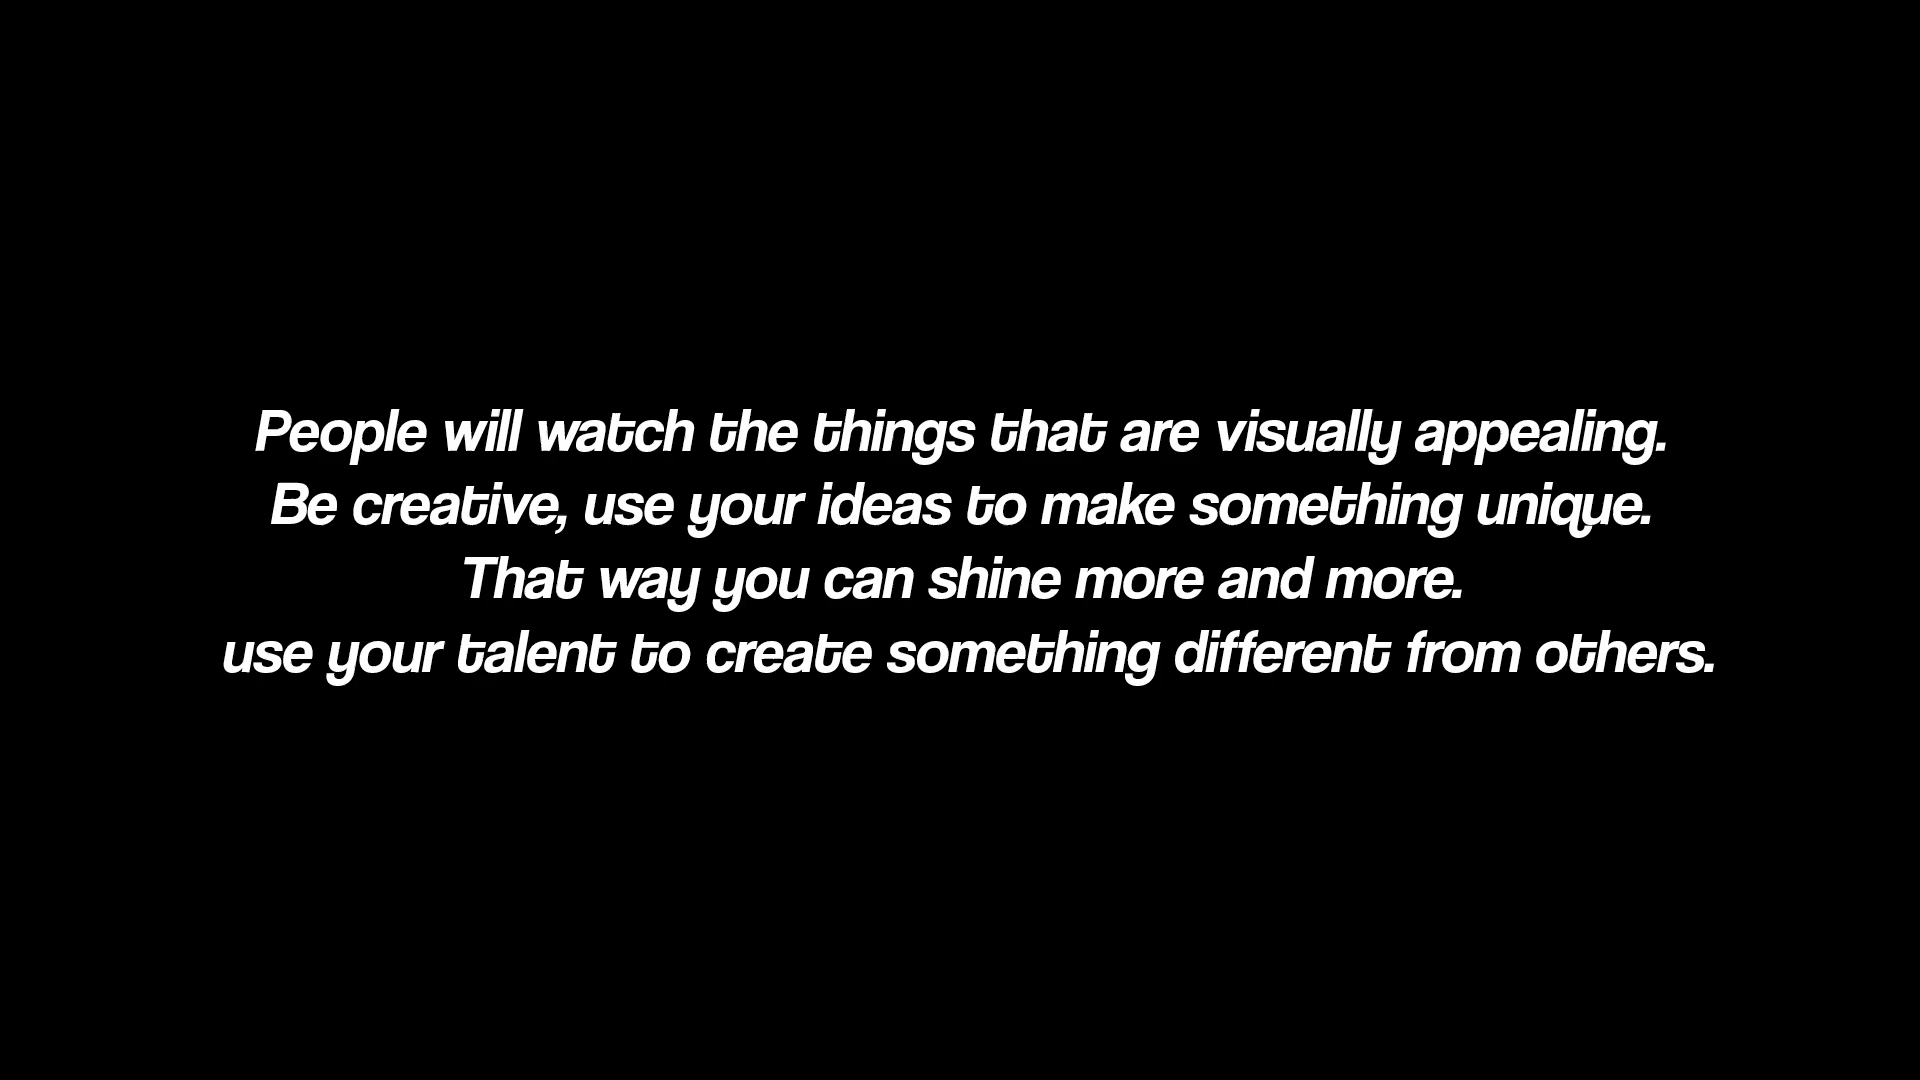 People will watch the things that are visually appealing.
Be creative, use your ideas to make something unique.
That way you can shine more and more.
use your talent to create something different from others.